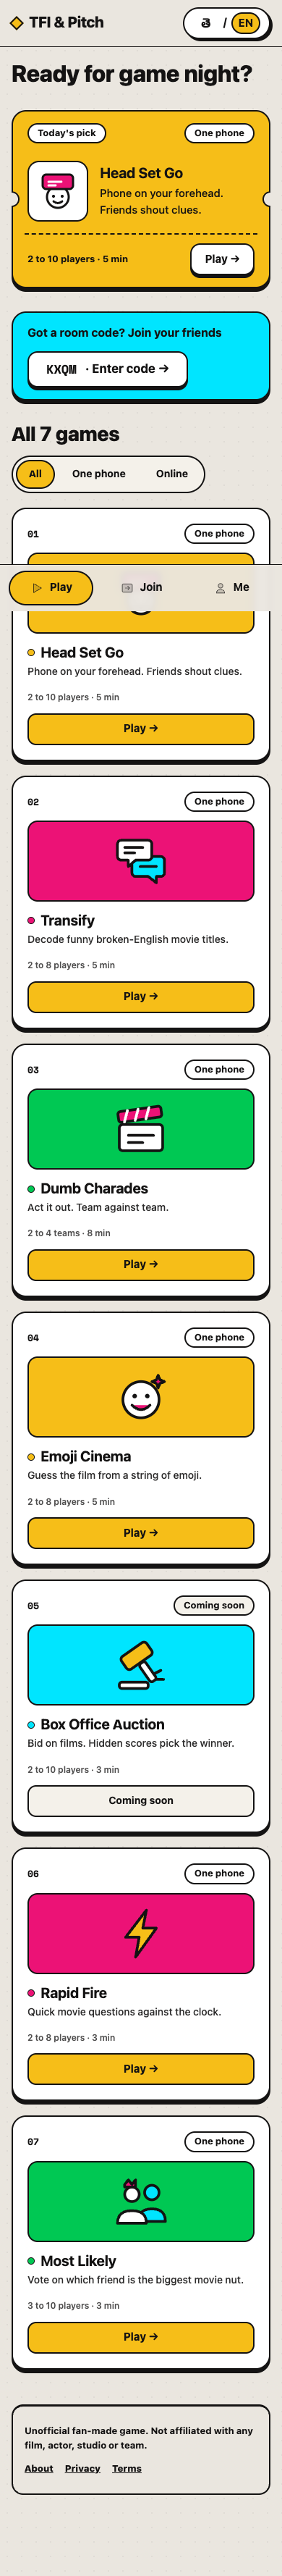 TFI & Pitch
అ / EN
Ready for game night?
Today's pick
One phone
Head Set Go
Phone on your forehead.
Friends shout clues.
2 to 10 players · 5 min
Play →
Got a room code? Join your friends
KXQM · Enter code →
All 7 games
All
One phone
Online
01
One phone
Play
Join
Me
Head Set Go
Phone on your forehead. Friends shout clues.
2 to 10 players · 5 min
Play →
02
One phone
Transify
Decode funny broken-English movie titles.
2 to 8 players · 5 min
Play →
03
One phone
Dumb Charades
Act it out. Team against team.
2 to 4 teams · 8 min
Play →
04
One phone
Emoji Cinema
Guess the film from a string of emoji.
2 to 8 players · 5 min
Play →
05
Coming soon
Box Office Auction
Bid on films. Hidden scores pick the winner.
2 to 10 players · 3 min
Coming soon
06
One phone
Rapid Fire
Quick movie questions against the clock.
2 to 8 players · 3 min
Play →
07
One phone
Most Likely
Vote on which friend is the biggest movie nut.
3 to 10 players · 3 min
Play →
Unofficial fan-made game. Not affiliated with any
film, actor, studio or team.
About Privacy Terms